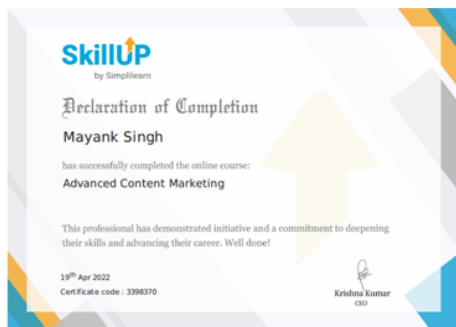 SkillUP
by Simplilearn
Declaration of Completion
Mayank Singh
has successfully completed the online course:
Advanced Content Marketing
This professional has demonstrated initiative and a commitment to deepening
their skills and advancing their career. Well done!
19th Apr 2022
Certificate code : 3398370
Krishna Kumar
CEO